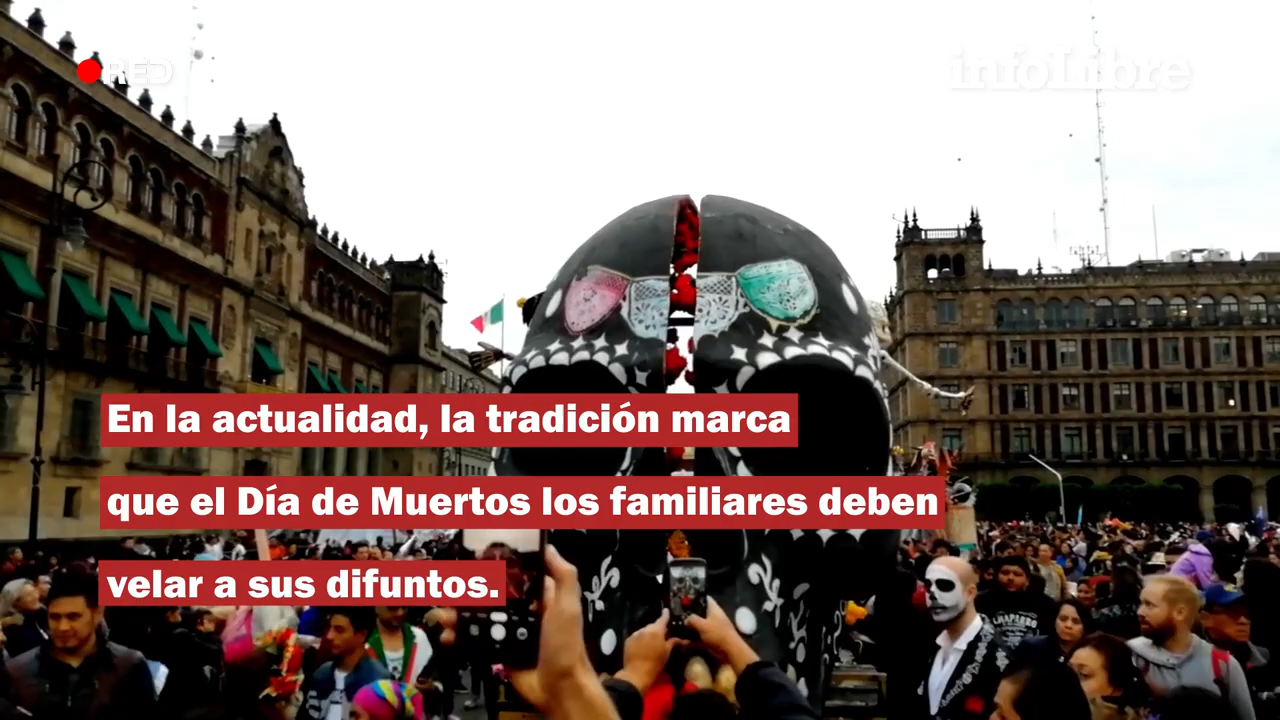 RED
infoLibre
En la actualidad, la tradición marca
que el Día de Muertos los familiares deben
velar a sus difuntos.
CHAPARRO